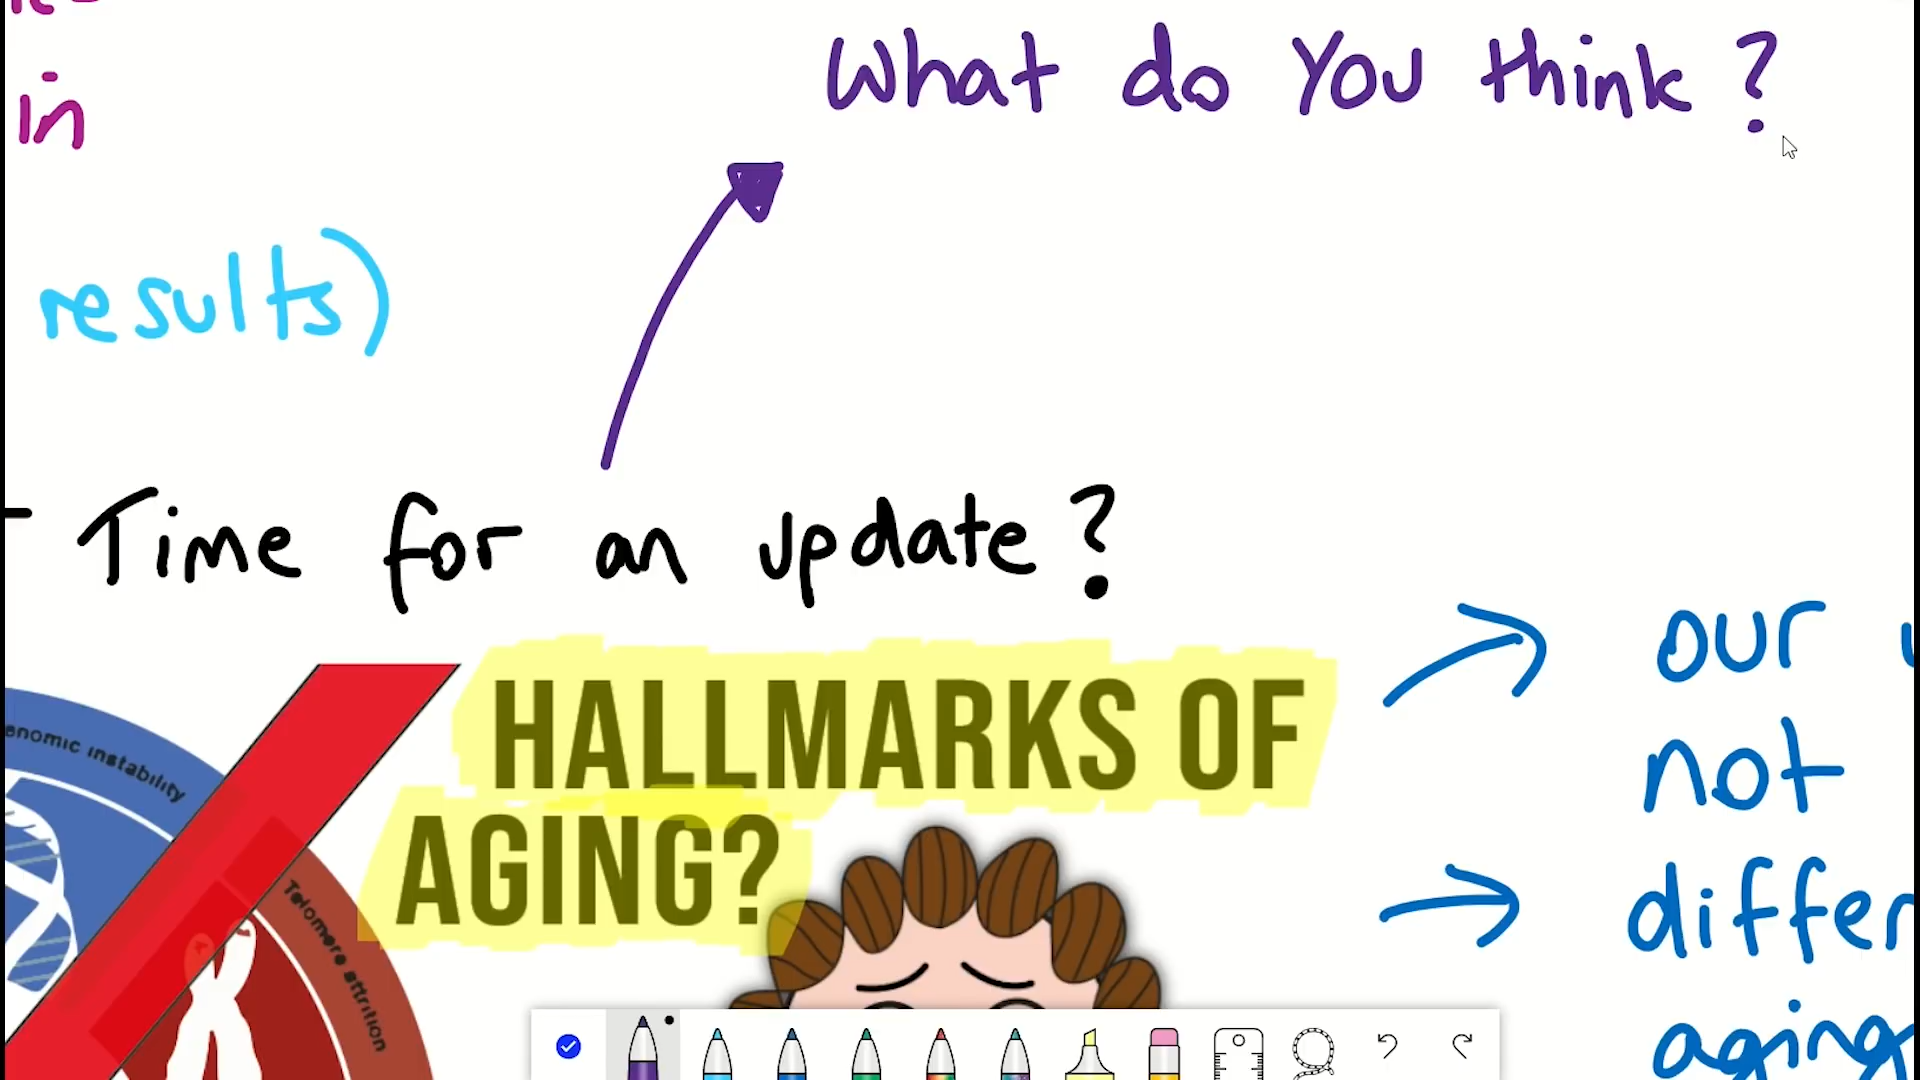 What do You think?
in
results)
Time for an update?
HALLMARKS OF
AGING?
instability
Telomere attrition
our
not
differ
aging